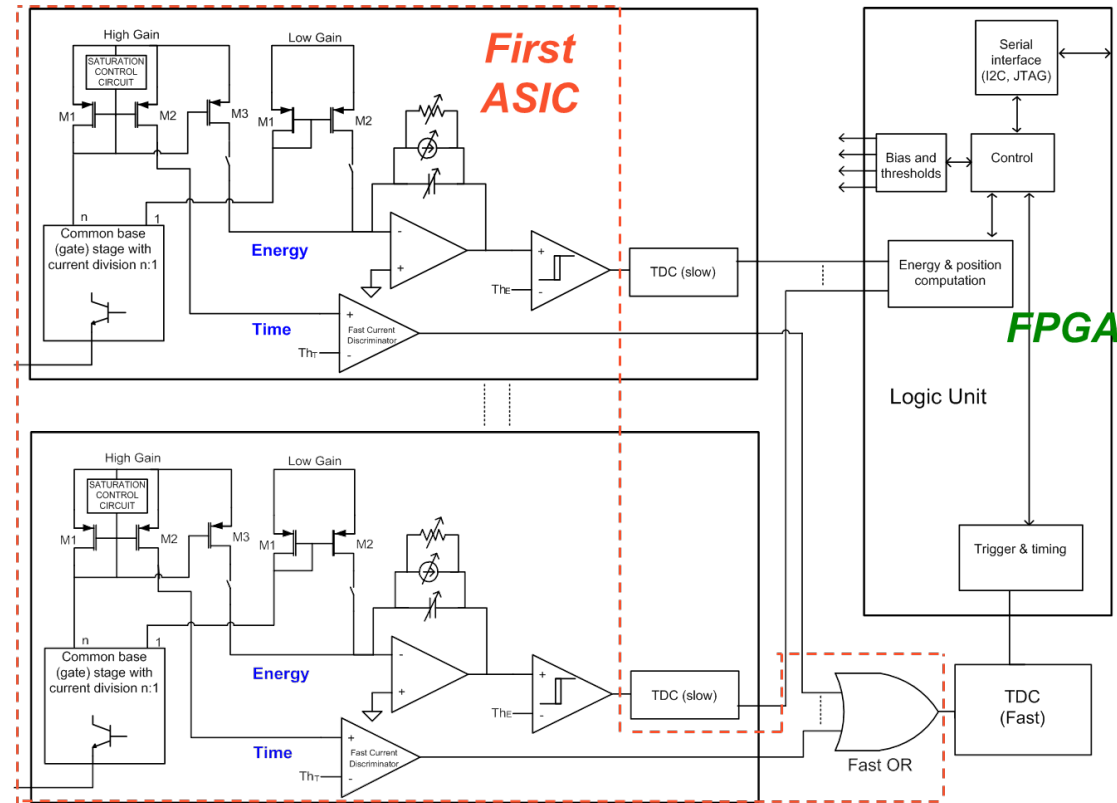 High Gain
SATURATION
CONTROL
CIRCUIT
M1
M2
M3
Low Gain
M1
M2
First
ASIC
n
1
Common base
(gate) stage with
current division n:1
Energy
Time
-
+
+
-
ThE
+
-
Fast Current
Discriminator
ThT
TDC (slow)
Serial
interface
(I2C, JTAG)
Bias and
thresholds
Control
Energy & position
computation
FPGA
Logic Unit
Trigger & timing
High Gain
SATURATION
CONTROL
CIRCUIT
M1
M2
M3
Low Gain
M1
M2
n
1
Common base
(gate) stage with
current division n:1
Energy
Time
-
+
+
-
ThE
+
-
Fast Current
Discriminator
ThT
TDC (slow)
Fast OR
TDC
(Fast)